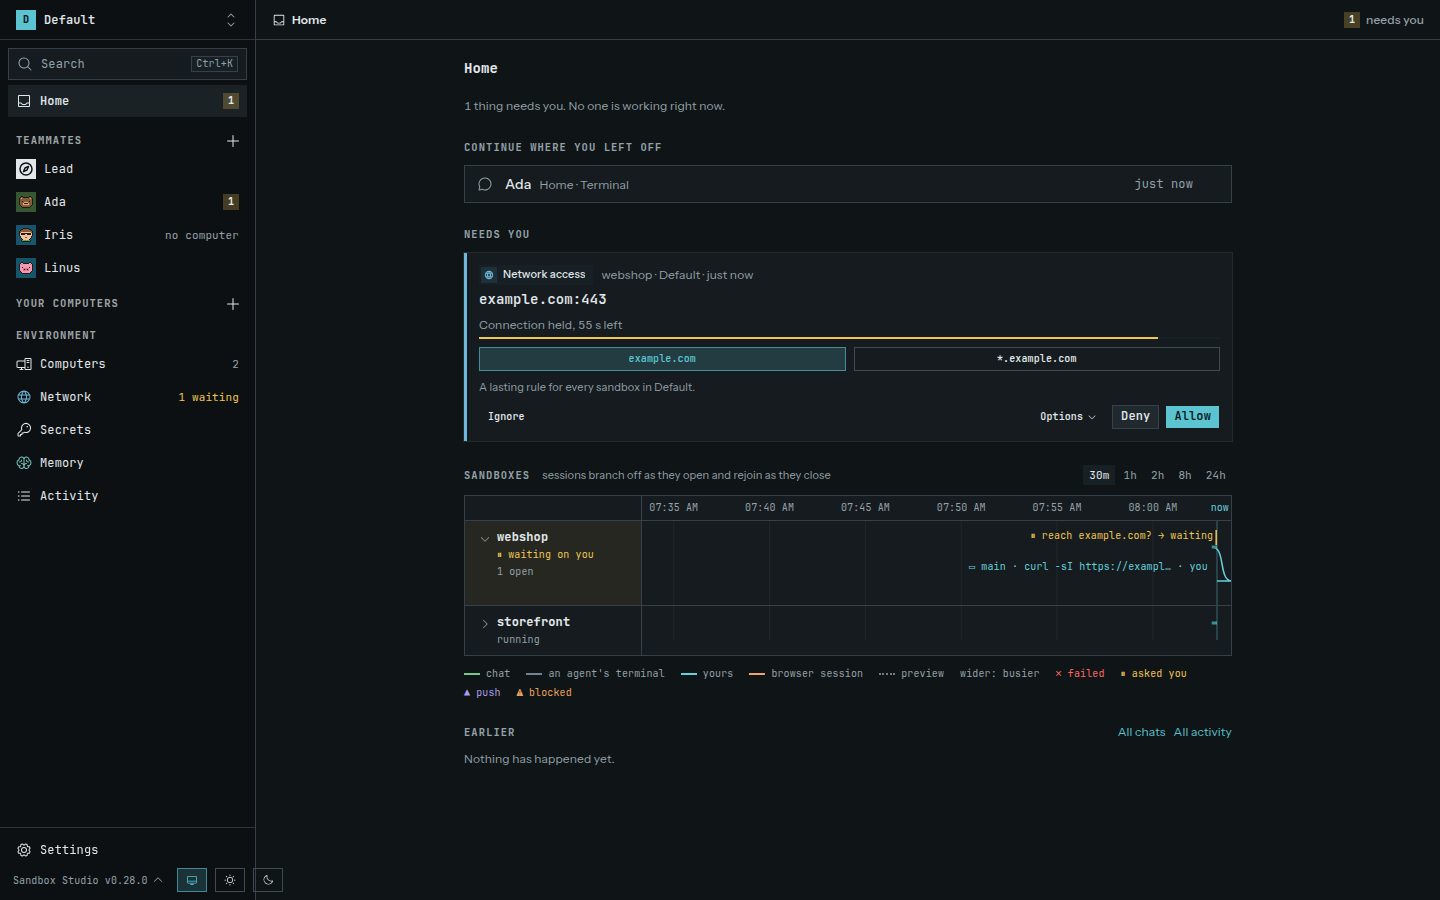 D Default
Home
1 needs you
Search Ctrl+K
Home 1
TEAMMATES
Lead
Ada 1
Iris no computer
Linus
YOUR COMPUTERS
ENVIRONMENT
Computers 2
Network 1 waiting
Secrets
Memory
Activity
Settings
Sandbox Studio v0.28.0
Home
1 thing needs you. No one is working right now.
CONTINUE WHERE YOU LEFT OFF
Ada Home · Terminal just now
NEEDS YOU
Network access webshop · Default · just now
example.com:443
Connection held, 55 s left
example.com *.example.com
A lasting rule for every sandbox in Default.
Ignore Options Deny Allow
SANDBOXES sessions branch off as they open and rejoin as they close 30m 1h 2h 8h 24h
07:35 AM 07:40 AM 07:45 AM 07:50 AM 07:55 AM 08:00 AM now
webshop
waiting on you
1 open
reach example.com? → waiting
main · curl -sI https://exampl… · you
storefront
running
chat an agent's terminal yours browser session preview wider: busier × failed asked you
push blocked
EARLIER All chats All activity
Nothing has happened yet.